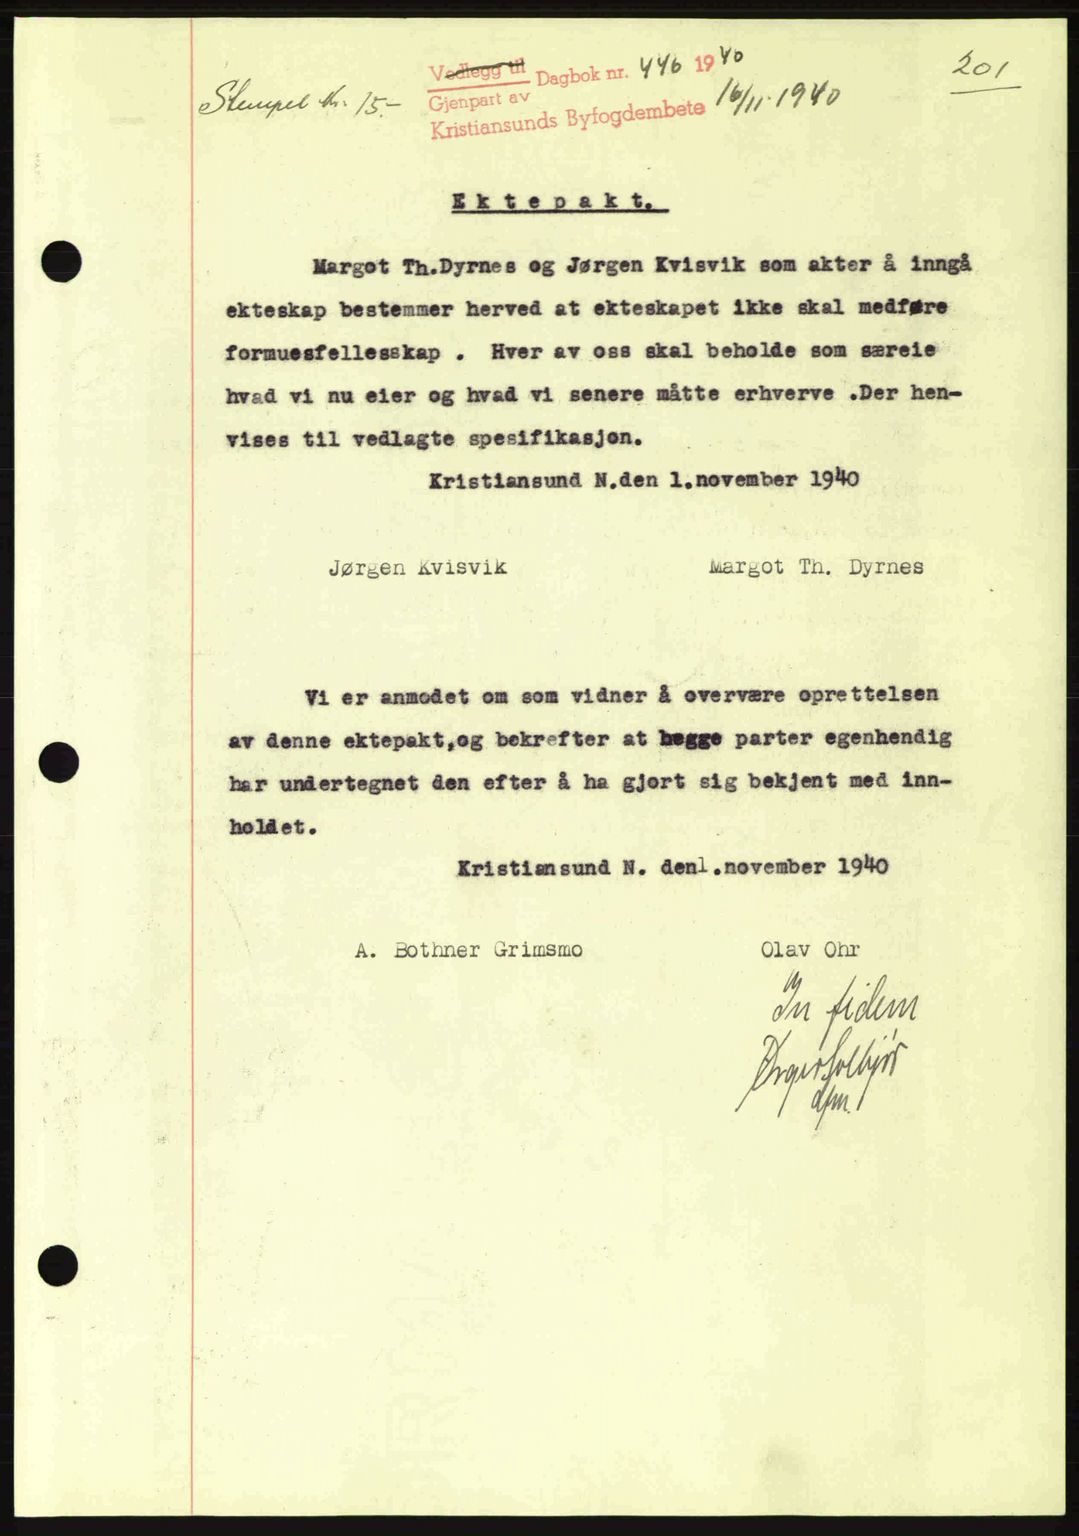 Stempel kr. 15.-
Vedlegg til Dagbok nr. 446 1940
Gjenpart av
Kristiansunds Byfogdembete 16/11. 1940
201
Ektepakt.
Margot Th.Dyrnes og Jørgen Kvisvik som akter å inngå
ekteskap bestemmer herved at ekteskapet ikke skal medføre
formuesfellesskap . Hver av oss skal beholde som særeie
hvad vi nu eier og hvad vi senere måtte erhverve .Der hen-
vises til vedlagte spesifikasjon.
Kristiansund N.den 1.november 1940
Jørgen Kvisvik Margot Th. Dyrnes
Vi er anmodet om som vidner å overvære oprettelsen
av denne ektepakt,og bekrefter at begge parter egenhendig
har undertegnet den efter å ha gjort sig bekjent med inn-
holdet.
Kristiansund N. den1.november 1940
A. Bothner Grimsmo Olav Ohr
In fidem